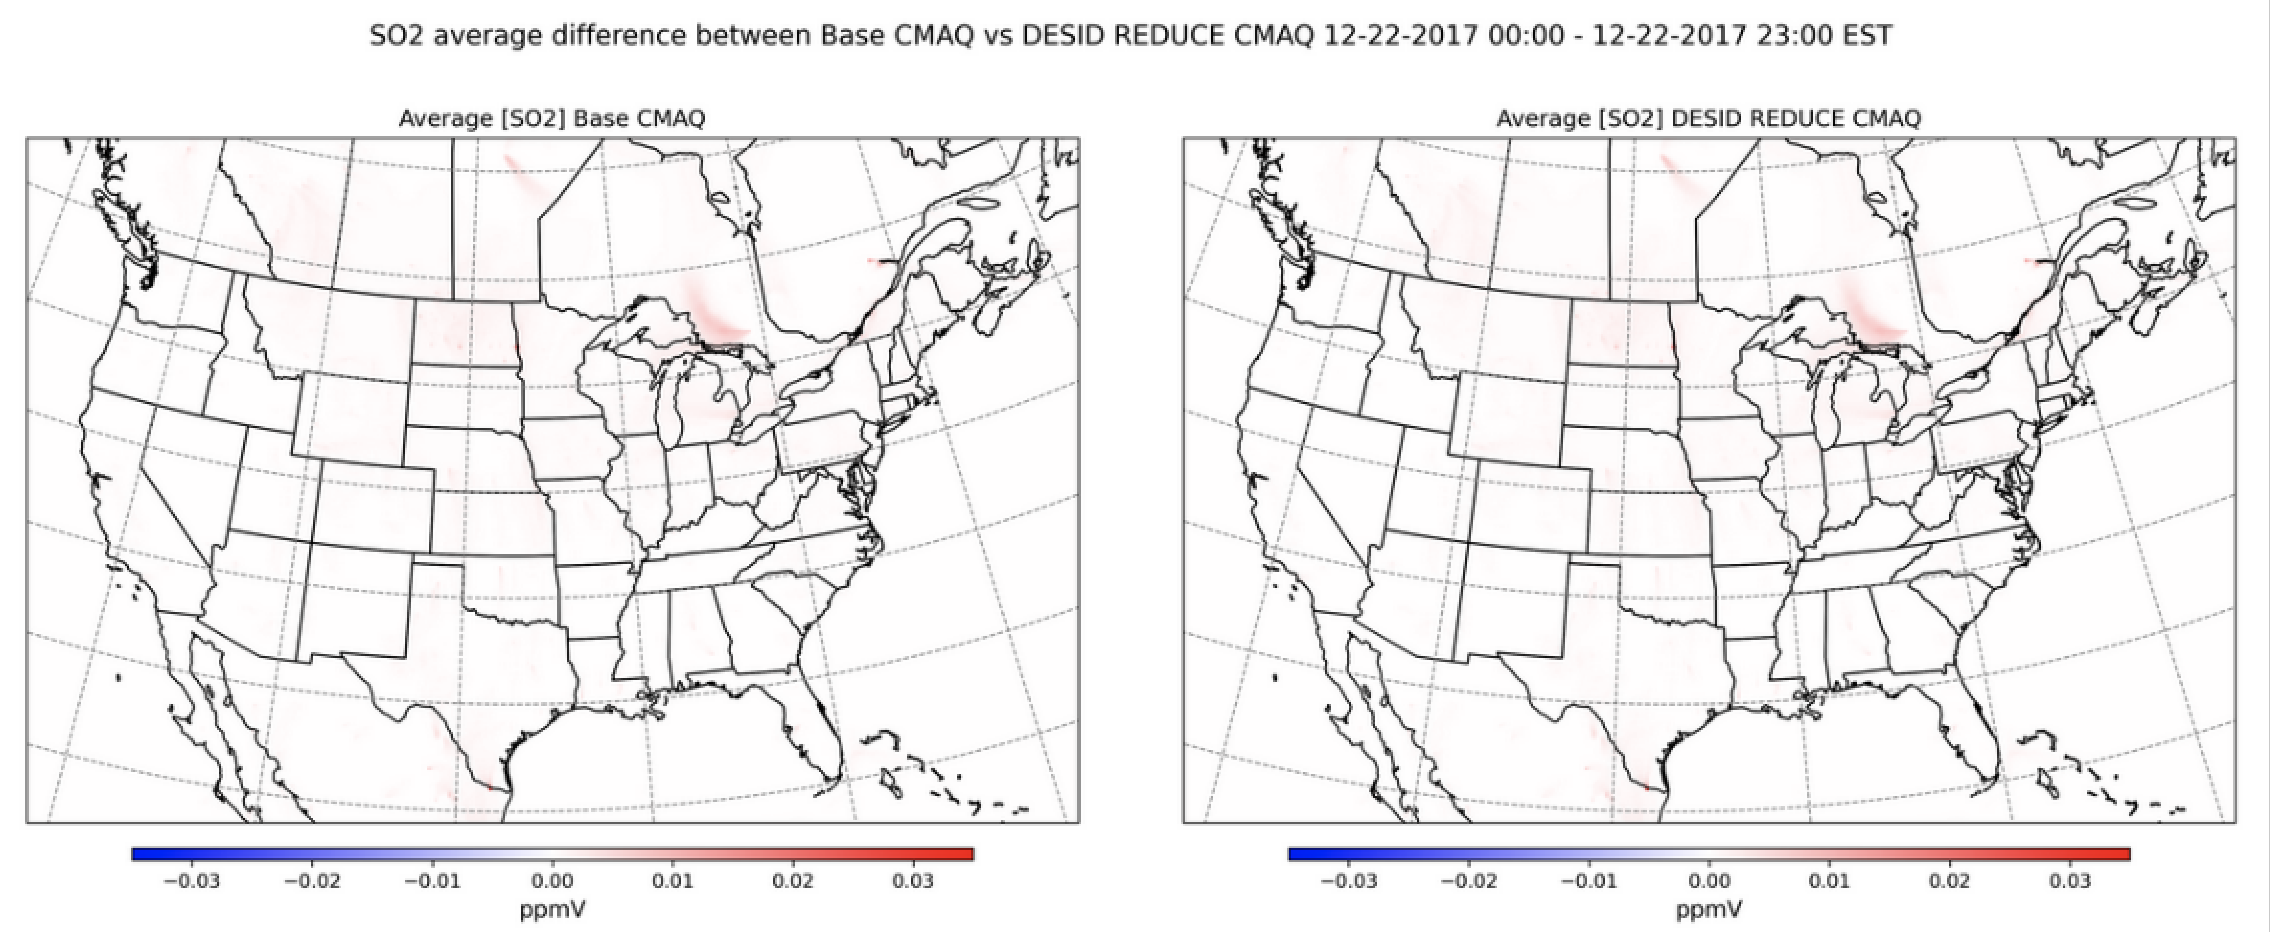 SO2 average difference between Base CMAQ vs DESID REDUCE CMAQ 12-22-2017 00:00 - 12-22-2017 23:00 EST
Average [SO2] Base CMAQ
Average [SO2] DESID REDUCE CMAQ
−0.03 −0.02 −0.01 0.00 0.01 0.02 0.03
ppmV
−0.03 −0.02 −0.01 0.00 0.01 0.02 0.03
ppmV